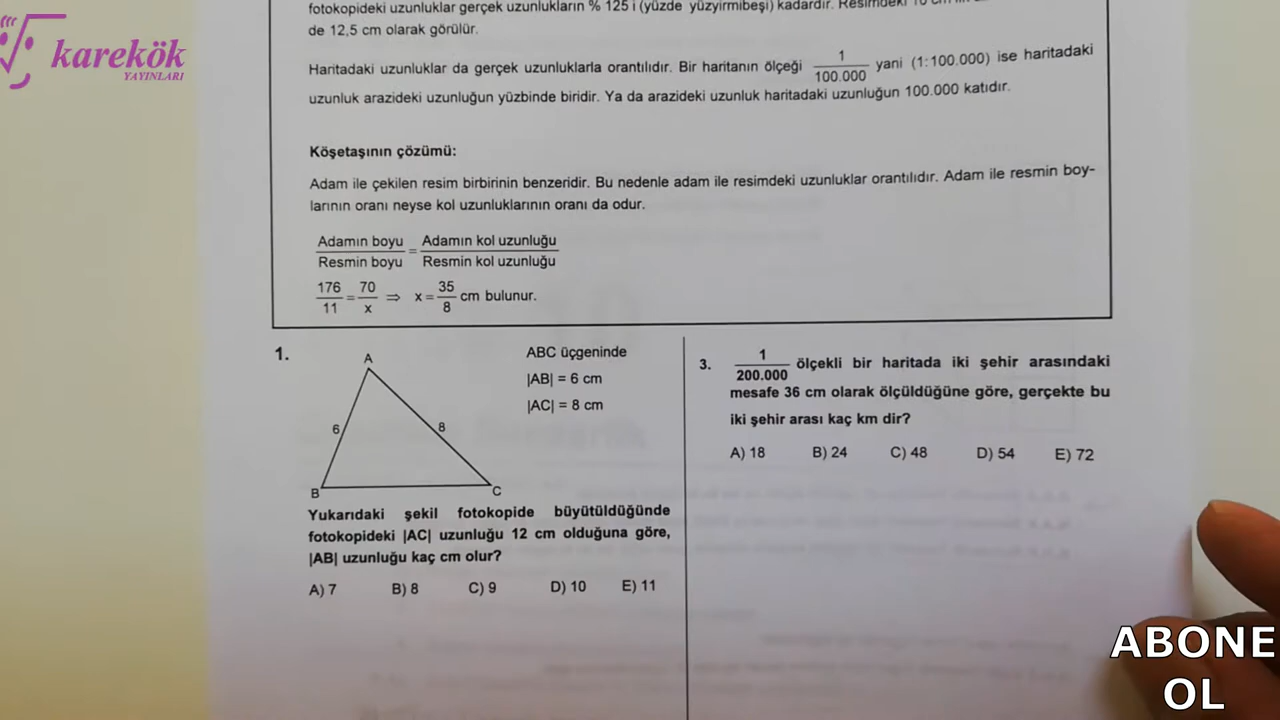 karekök
YAYINLARI
fotokopideki uzunluklar gerçek uzunlukların % 125 i (yüzde yüzyirmibeşi) kadardır. Resimdeki 10 cm
de 12,5 cm olarak görülür.
Haritadaki uzunluklar da gerçek uzunluklarla orantılıdır. Bir haritanın ölçeği 1/100.000 yani (1:100.000) ise haritadaki
uzunluk arazideki uzunluğun yüzbinde biridir. Ya da arazideki uzunluk haritadaki uzunluğun 100.000 katıdır.
Köşetaşının çözümü:
Adam ile çekilen resim birbirinin benzeridir. Bu nedenle adam ile resimdeki uzunluklar orantılıdır. Adam ile resmin boy-
larının oranı neyse kol uzunluklarının oranı da odur.
Adamın boyu/Resmin boyu = Adamın kol uzunluğu/Resmin kol uzunluğu
176/11 = 70/x ⇒ x = 35/8 cm bulunur.
1.
A
6
8
B
C
ABC üçgeninde
|AB| = 6 cm
|AC| = 8 cm
Yukarıdaki şekil fotokopide büyütüldüğünde
fotokopideki |AC| uzunluğu 12 cm olduğuna göre,
|AB| uzunluğu kaç cm olur?
A) 7 B) 8 C) 9 D) 10 E) 11
3. 1/200.000 ölçekli bir haritada iki şehir arasındaki
mesafe 36 cm olarak ölçüldüğüne göre, gerçekte bu
iki şehir arası kaç km dir?
A) 18 B) 24 C) 48 D) 54 E) 72
ABONE
OL